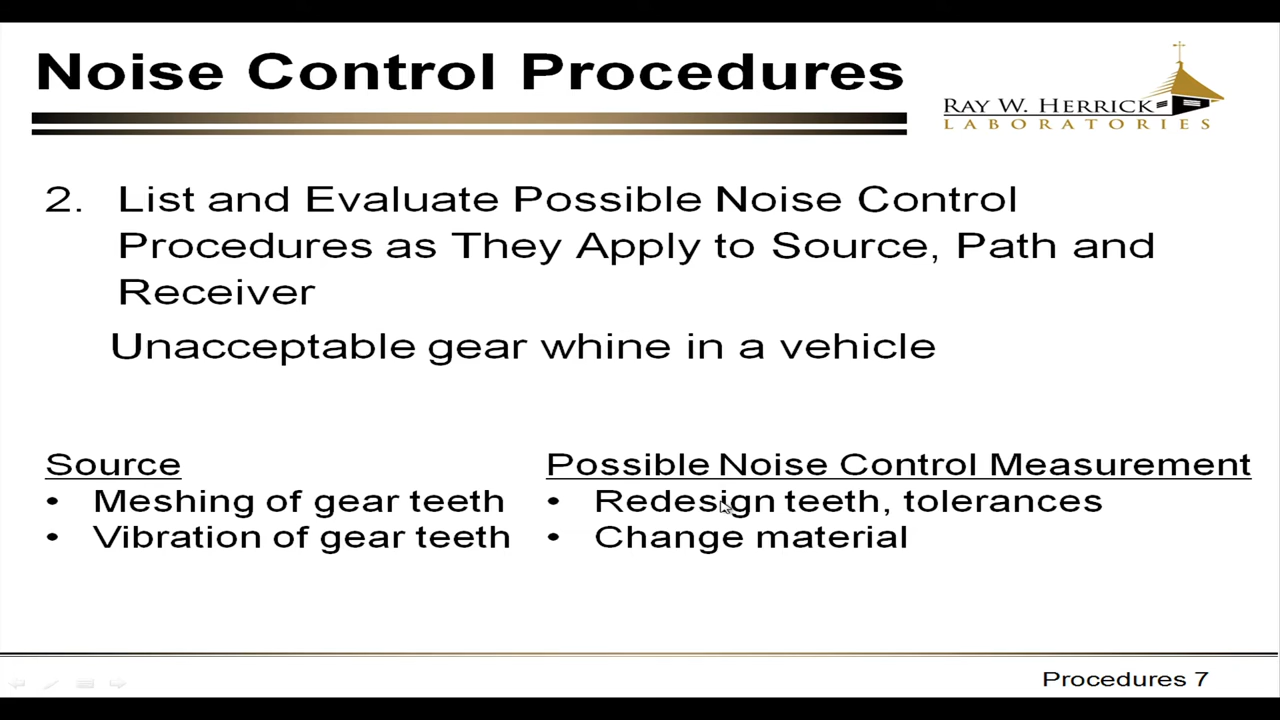 Noise Control Procedures
RAY W. HERRICK
LABORATORIES
2. List and Evaluate Possible Noise Control
Procedures as They Apply to Source, Path and
Receiver
Unacceptable gear whine in a vehicle
Source
• Meshing of gear teeth
• Vibration of gear teeth
Possible Noise Control Measurement
• Redesign teeth, tolerances
• Change material
Procedures 7